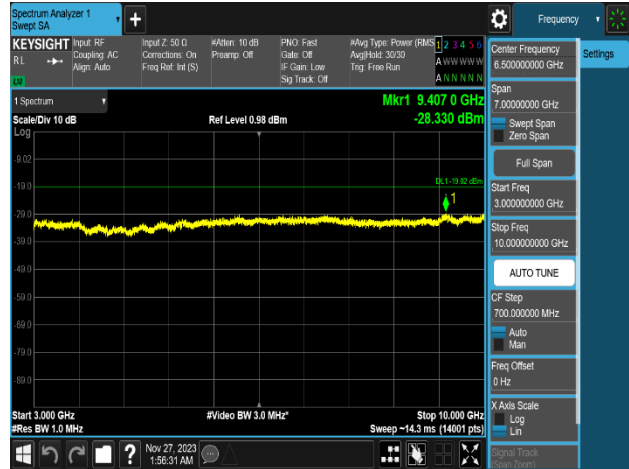 Spectrum Analyzer 1
Swept SA
Frequency
KEYSIGHT
RL
Input: RF
Coupling: AC
Align: Auto
Input Z: 50 Ω
Corrections: On
Freq Ref: Int (S)
#Atten: 10 dB
Preamp: Off
PNO: Fast
Gate: Off
IF Gain: Low
Sig Track: Off
#Avg Type: Power (RMS
Avg|Hold: 30/30
Trig: Free Run
1 2 3 4 5 6
A W W W W W
A N N N N N
LM
1 Spectrum
Scale/Div 10 dB
Log
Ref Level 0.98 dBm
Mkr1 9.407 0 GHz
-28.330 dBm
-9.02
-19.0
-29.0
-39.0
-49.0
-59.0
-69.0
-79.0
-89.0
DL1 -19.02 dBm
1
Start 3.000 GHz
#Res BW 1.0 MHz
#Video BW 3.0 MHz*
Stop 10.000 GHz
Sweep ~14.3 ms (14001 pts)
Center Frequency
6.500000000 GHz
Settings
Span
7.00000000 GHz
Swept Span
Zero Span
Full Span
Start Freq
3.000000000 GHz
Stop Freq
10.000000000 GHz
AUTO TUNE
CF Step
700.000000 MHz
Auto
Man
Freq Offset
0 Hz
X Axis Scale
Log
Lin
Signal Track
(Span Zoom)
?
Nov 27, 2023
1:56:31 AM